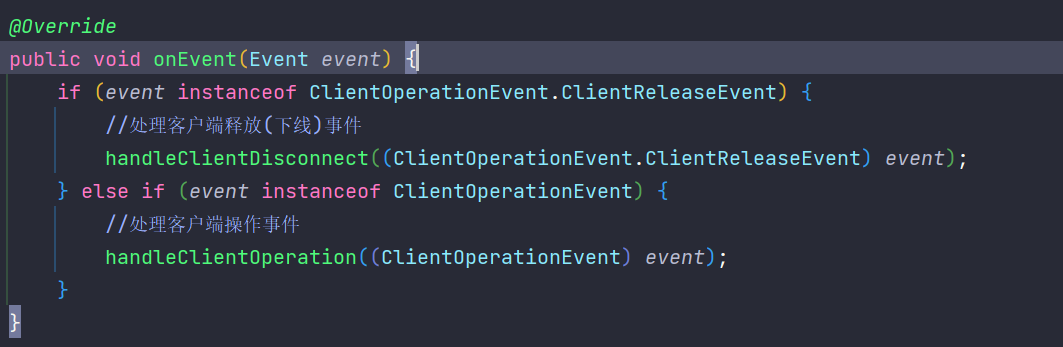 @Override
public void onEvent(Event event) {
    if (event instanceof ClientOperationEvent.ClientReleaseEvent) {
        //处理客户端释放(下线)事件
        handleClientDisconnect((ClientOperationEvent.ClientReleaseEvent) event);
    } else if (event instanceof ClientOperationEvent) {
        //处理客户端操作事件
        handleClientOperation((ClientOperationEvent) event);
    }
}